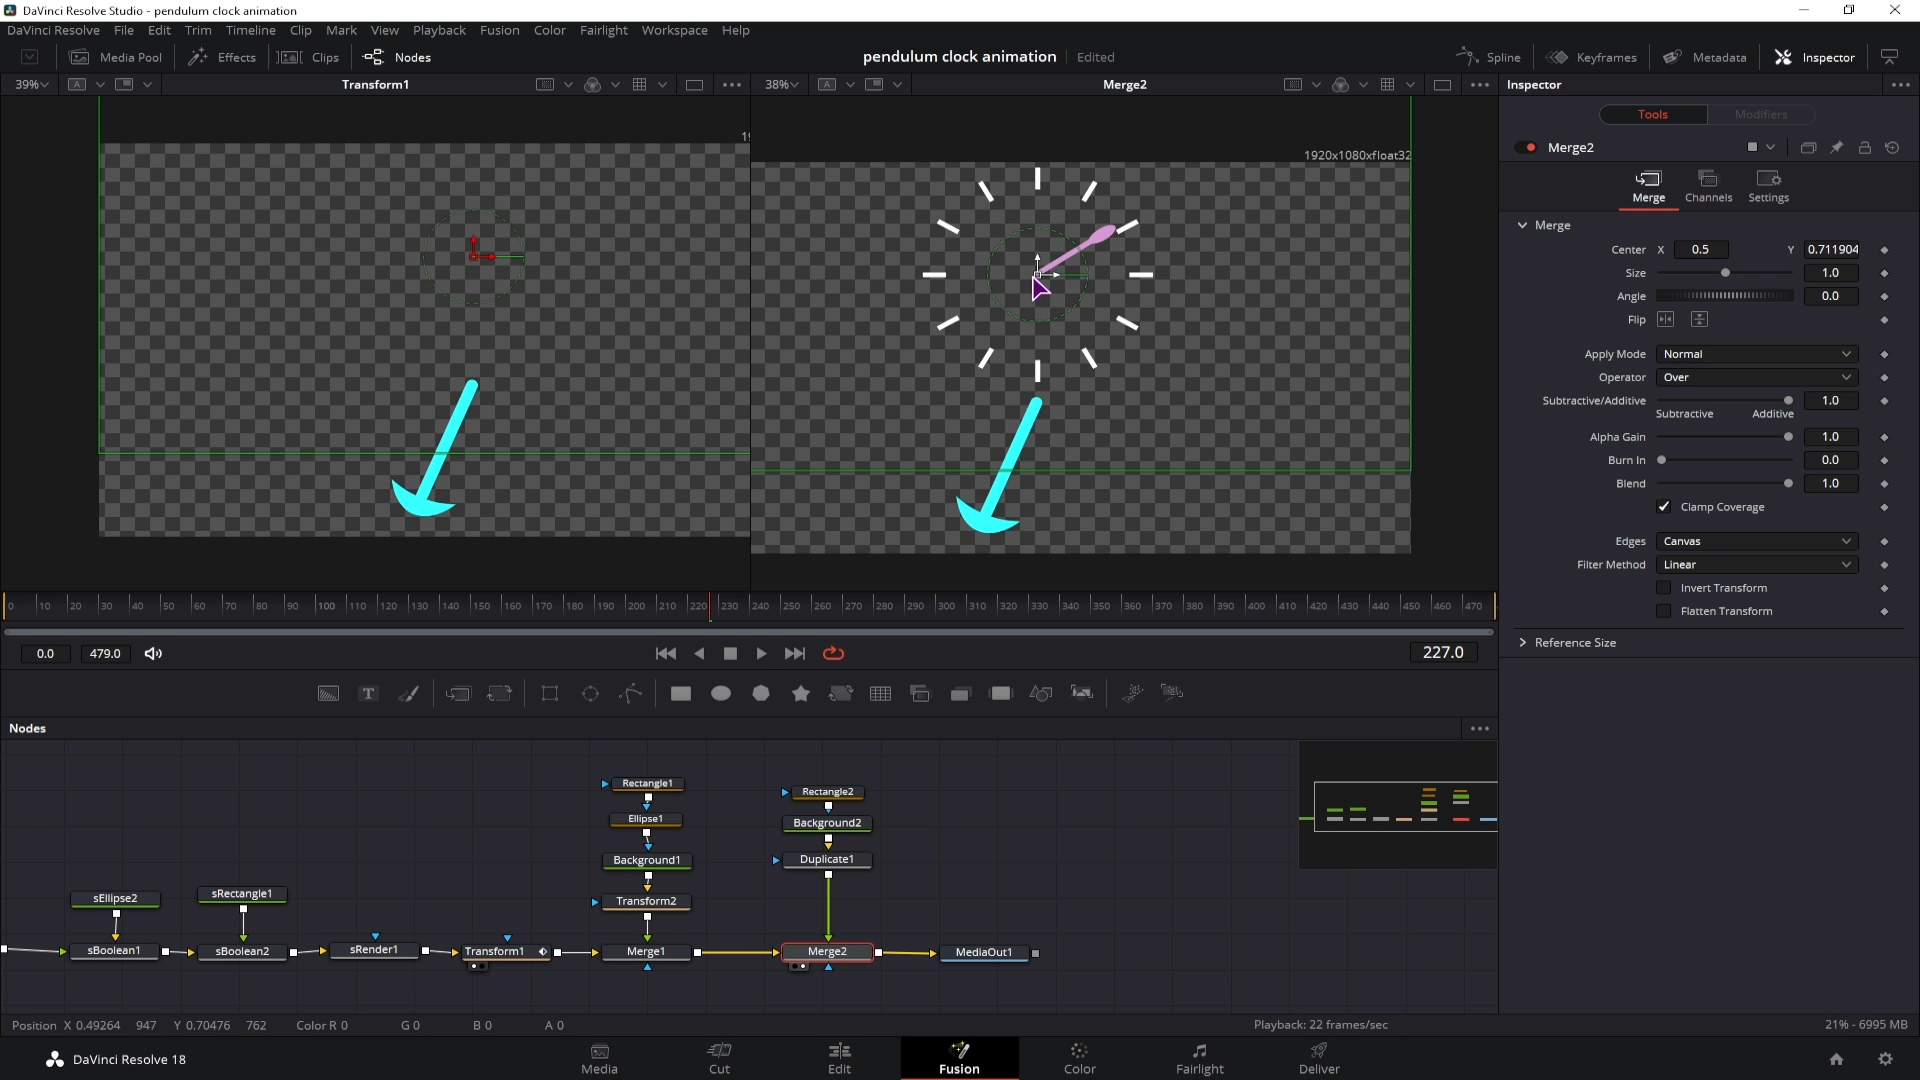 DaVinci Resolve Studio - pendulum clock animation
DaVinci Resolve File Edit Trim Timeline Clip Mark View Playback Fusion Color Fairlight Workspace Help
Media Pool Effects Clips Nodes pendulum clock animation Edited Spline Keyframes Metadata Inspector
39% A Transform1 38% A Merge2 Inspector
Tools Modifiers
Merge2
1920x1080xfloat32
Merge Channels Settings
Merge
Center X 0.5 Y 0.711904
Size 1.0
Angle 0.0
Flip
Apply Mode Normal
Operator Over
Subtractive/Additive 1.0
Subtractive Additive
Alpha Gain 1.0
Burn In 0.0
Blend 1.0
Clamp Coverage
Edges Canvas
Filter Method Linear
Invert Transform
Flatten Transform
Reference Size
0 10 20 30 40 50 60 70 80 90 100 110 120 130 140 150 160 170 180 190 200 210 220 230 240 250 260 270 280 290 300 310 320 330 340 350 360 370 380 390 400 410 420 430 440 450 460 470
0.0 479.0 227.0
T
Nodes
Rectangle1 Rectangle2
Ellipse1 Background2
Background1 Duplicate1
sEllipse2 sRectangle1 Transform2
sBoolean1 sBoolean2 sRender1 Transform1 Merge1 Merge2 MediaOut1
Position X 0.49264 947 Y 0.70476 762 Color R 0 G 0 B 0 A 0 Playback: 22 frames/sec 21% - 6995 MB
DaVinci Resolve 18 Media Cut Edit Fusion Color Fairlight Deliver